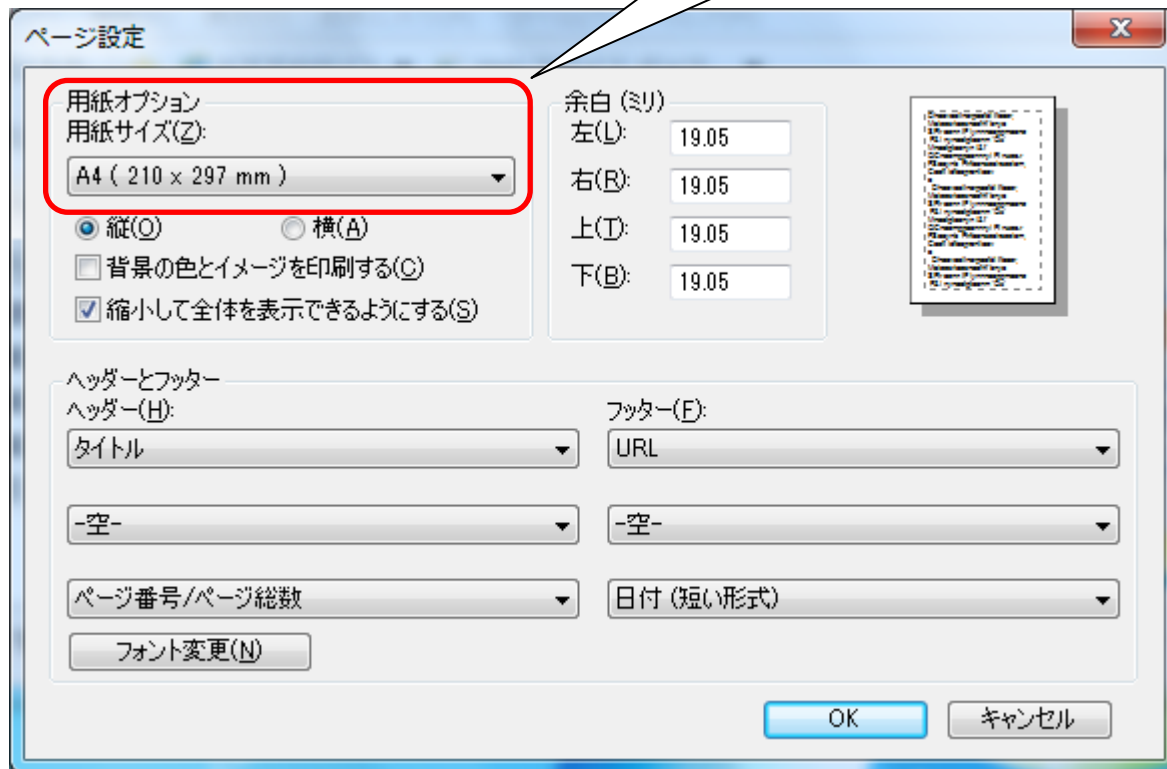 ページ設定
用紙オプション
用紙サイズ(Z):
A4 ( 210 x 297 mm )
縦(O)
横(A)
背景の色とイメージを印刷する(C)
縮小して全体を表示できるようにする(S)
余白 (ミリ)
左(L): 19.05
右(R): 19.05
上(T): 19.05
下(B): 19.05
ヘッダーとフッター
ヘッダー(H):
フッター(F):
タイトル
URL
-空-
-空-
ページ番号/ページ総数
日付 (短い形式)
フォント変更(N)
OK
キャンセル